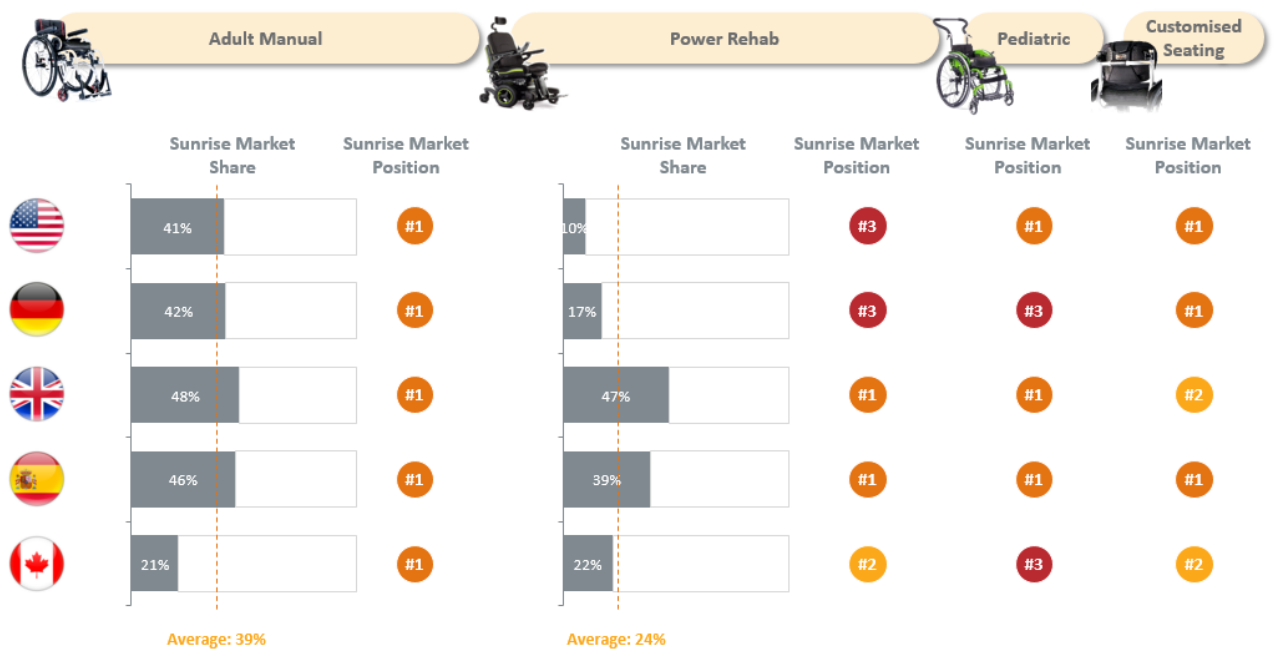 Adult Manual
Power Rehab
Pediatric
Customised
Seating
Sunrise Market
Share
Sunrise Market
Position
Sunrise Market
Share
Sunrise Market
Position
Sunrise Market
Position
Sunrise Market
Position
41%
#1
10%
#3
#1
#1
42%
#1
17%
#3
#3
#1
48%
#1
47%
#1
#1
#2
46%
#1
39%
#1
#1
#1
21%
#1
22%
#2
#3
#2
Average: 39%
Average: 24%